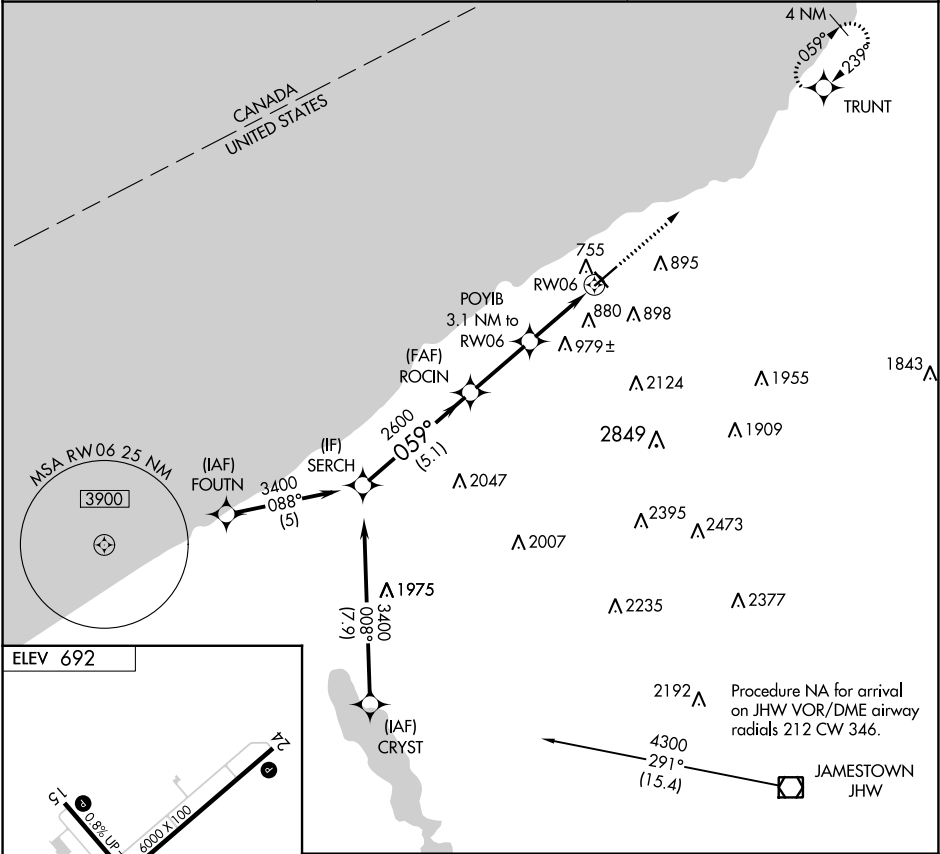 4 NM
059°
239°
TRUNT
CANADA
UNITED STATES
755
895
RW06
880
898
POYIB
3.1 NM to
RW06
979±
(FAF)
ROCIN
2124
1955
1843
2600
059°
(5.1)
2849
1909
MSA RW06 25 NM
3900
(IAF)
FOUTN
3400
088°
(5)
(IF)
SERCH
2047
2395
2473
2007
1975
3400
008°
(7.9)
2235
2377
ELEV 692
2192
Procedure NA for arrival
on JHW VOR/DME airway
radials 212 CW 346.
(IAF)
CRYST
4300
291°
(15.4)
JAMESTOWN
JHW
24
P
15
P
0.8% UP
6000 X 100